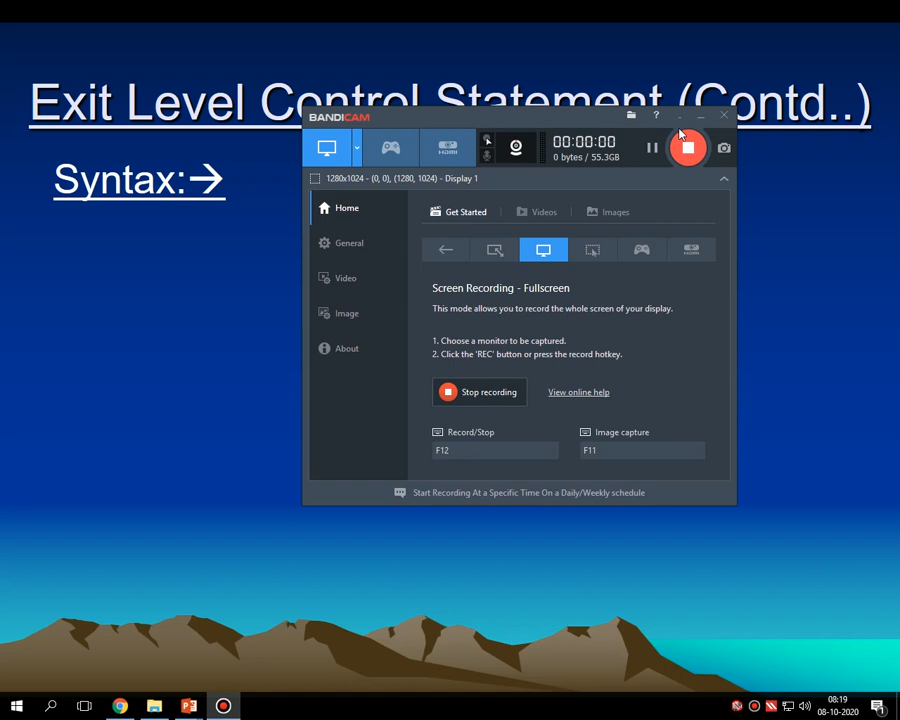 Exit Level Control Statement (Contd..)
Syntax:→
BANDICAM
HDMI
00:00:00
0 bytes / 55.3GB
1280x1024 - (0, 0), (1280, 1024) - Display 1
Home
General
Video
Image
About
Get Started
Videos
Images
HDMI
Screen Recording - Fullscreen
This mode allows you to record the whole screen of your display.
1. Choose a monitor to be captured.
2. Click the 'REC' button or press the record hotkey.
Stop recording
View online help
Record/Stop
Image capture
F12
F11
Start Recording At a Specific Time On a Daily/Weekly schedule
08:19
08-10-2020
1